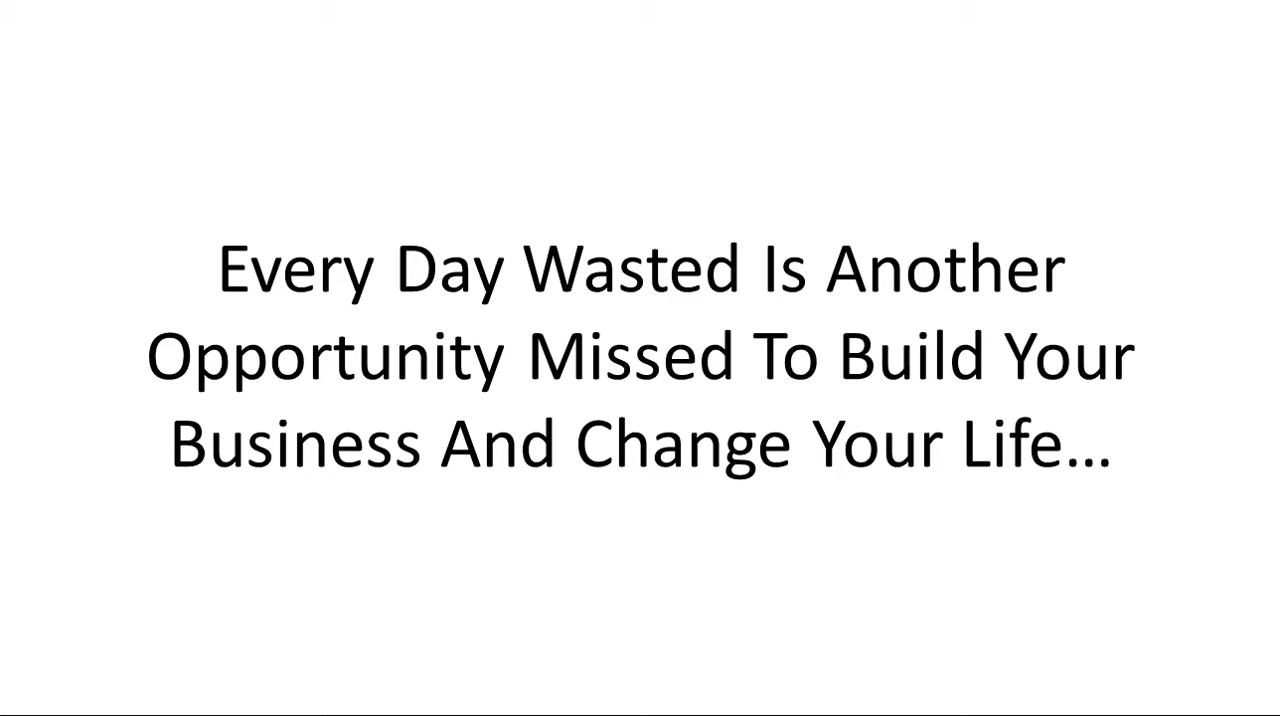 Every Day Wasted Is Another
Opportunity Missed To Build Your
Business And Change Your Life...